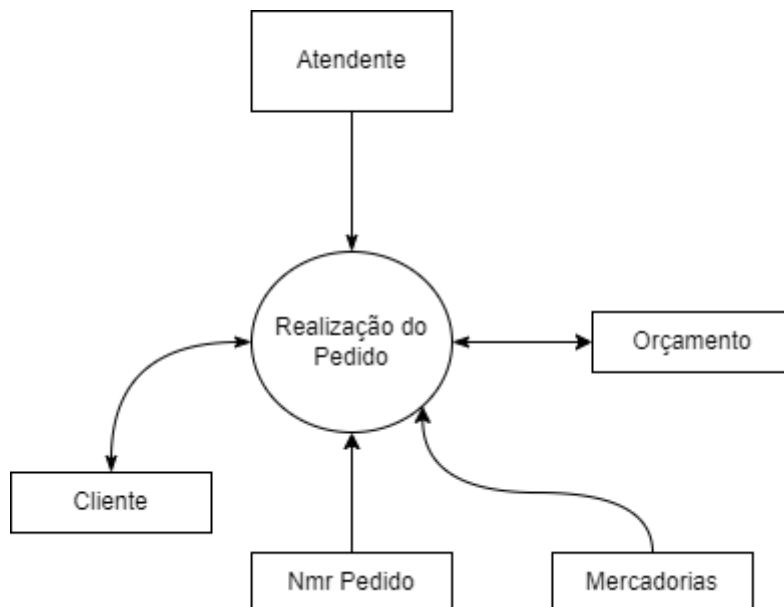 Atendente
Realização do
Pedido
Orçamento
Cliente
Nmr Pedido
Mercadorias